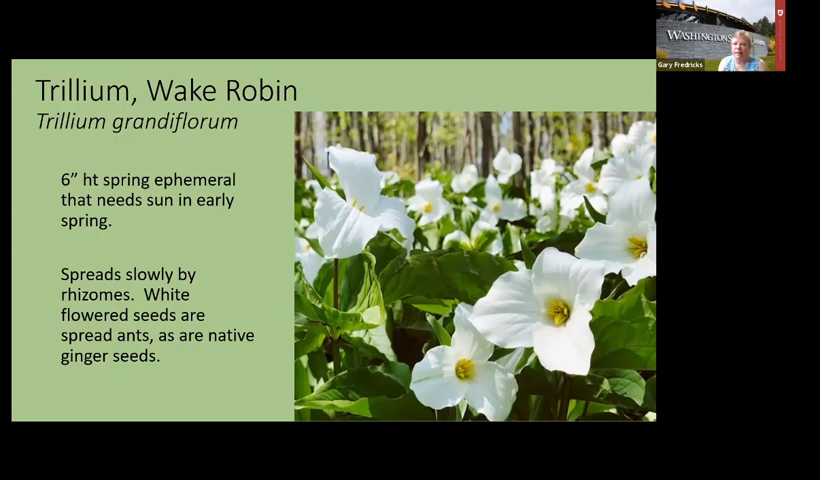 Trillium, Wake Robin
Trillium grandiflorum
6” ht spring ephemeral
that needs sun in early
spring.
Spreads slowly by
rhizomes. White
flowered seeds are
spread ants, as are native
ginger seeds.
WASHINGTON
Gary Fredricks